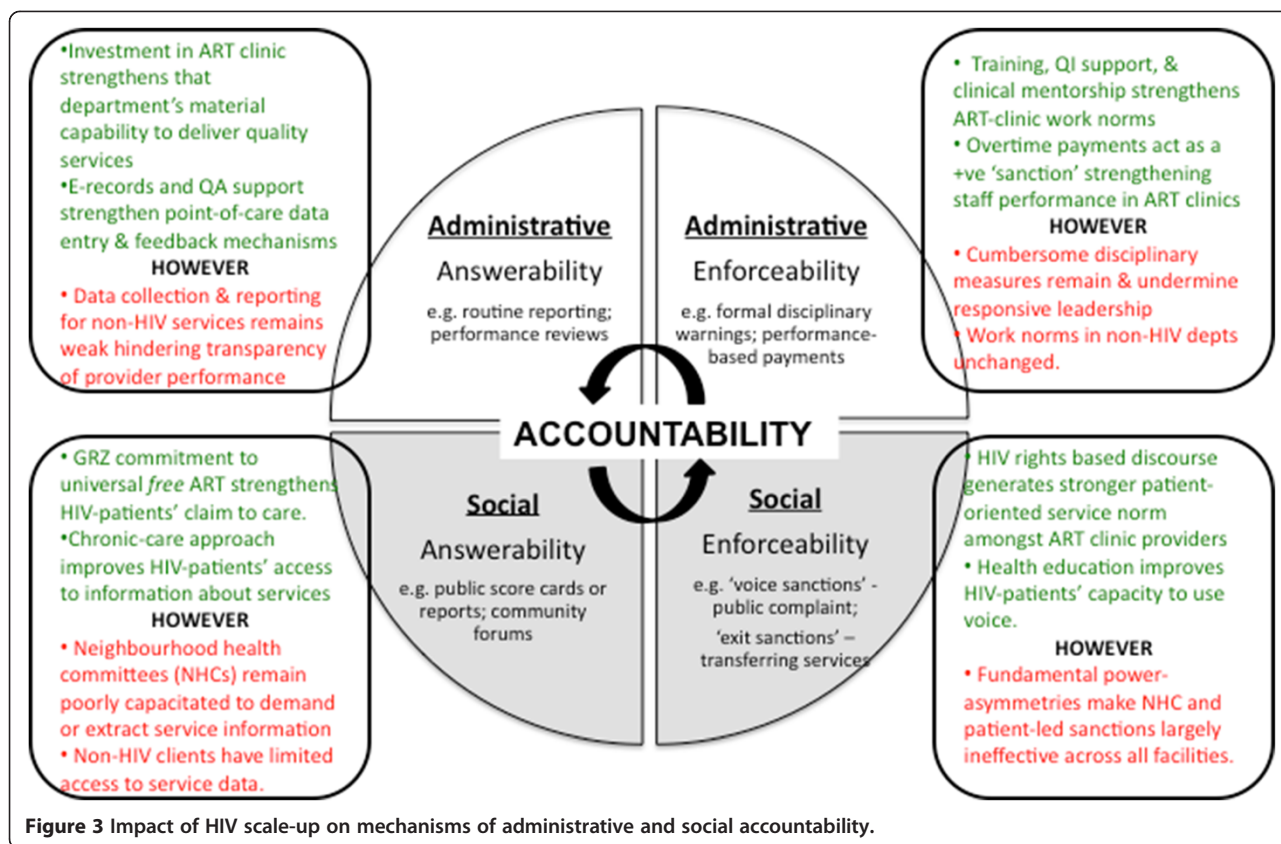 •Investment in ART clinic
strengthens that
department's material
capability to deliver quality
services
•E-records and QA support
strengthen point-of-care data
entry & feedback mechanisms
HOWEVER
• Data collection & reporting
for non-HIV services remains
weak hindering transparency
of provider performance
Administrative
Answerability
e.g. routine reporting;
performance reviews
Administrative
Enforceability
e.g. formal disciplinary
warnings; performance-
based payments
• Training, QI support, &
clinical mentorship strengthens
ART-clinic work norms
• Overtime payments act as a
+ve 'sanction' strengthening
staff performance in ART clinics
HOWEVER
• Cumbersome disciplinary
measures remain & undermine
responsive leadership
• Work norms in non-HIV depts
unchanged.
ACCOUNTABILITY
• GRZ commitment to
universal free ART strengthens
HIV-patients' claim to care.
•Chronic-care approach
improves HIV-patients' access
to information about services
HOWEVER
• Neighbourhood health
committees (NHCs) remain
poorly capacitated to demand
or extract service information
• Non-HIV clients have limited
access to service data.
Social
Answerability
e.g. public score cards or
reports; community
forums
Social
Enforceability
e.g. 'voice sanctions' -
public complaint;
'exit sanctions' –
transferring services
• HIV rights based discourse
generates stronger patient-
oriented service norm
amongst ART clinic providers
• Health education improves
HIV-patients' capacity to use
voice.
HOWEVER
• Fundamental power-
asymmetries make NHC and
patient-led sanctions largely
ineffective across all facilities.
Figure 3 Impact of HIV scale-up on mechanisms of administrative and social accountability.